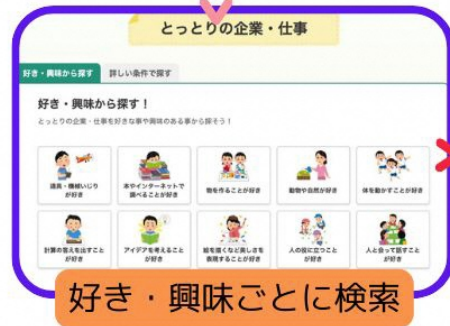 とっとりの企業・仕事
好き・興味から探す
詳しい条件で探す
好き・興味から探す！
とっとりの企業・仕事を好きな事や興味のある事から探そう！
道具・機械いじり
が好き
本やインターネットで
調べることが好き
物を作ることが好き
動物や自然が好き
体を動かすことが好き
計算の答えを出すこと
が好き
アイデアを考えること
が好き
絵を描くなど美しさを
表現することが好き
人の役に立つこと
が好き
人と会って話すこと
が好き
好き・興味ごとに検索